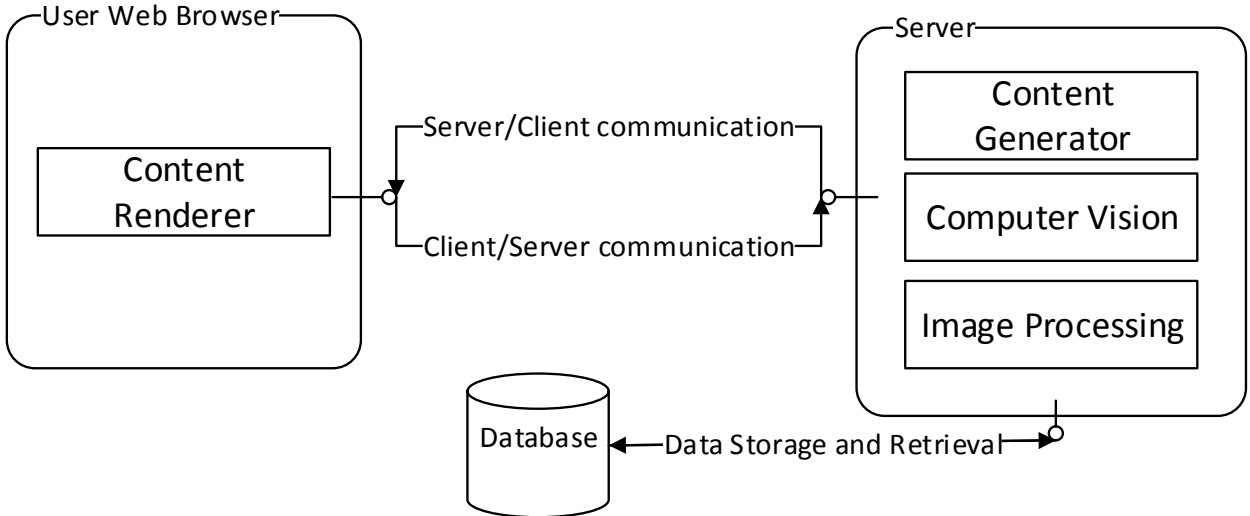 User Web Browser
Server
Content
Generator
Server/Client communication
Content
Renderer
Computer Vision
Client/Server communication
Image Processing
Database
Data Storage and Retrieval